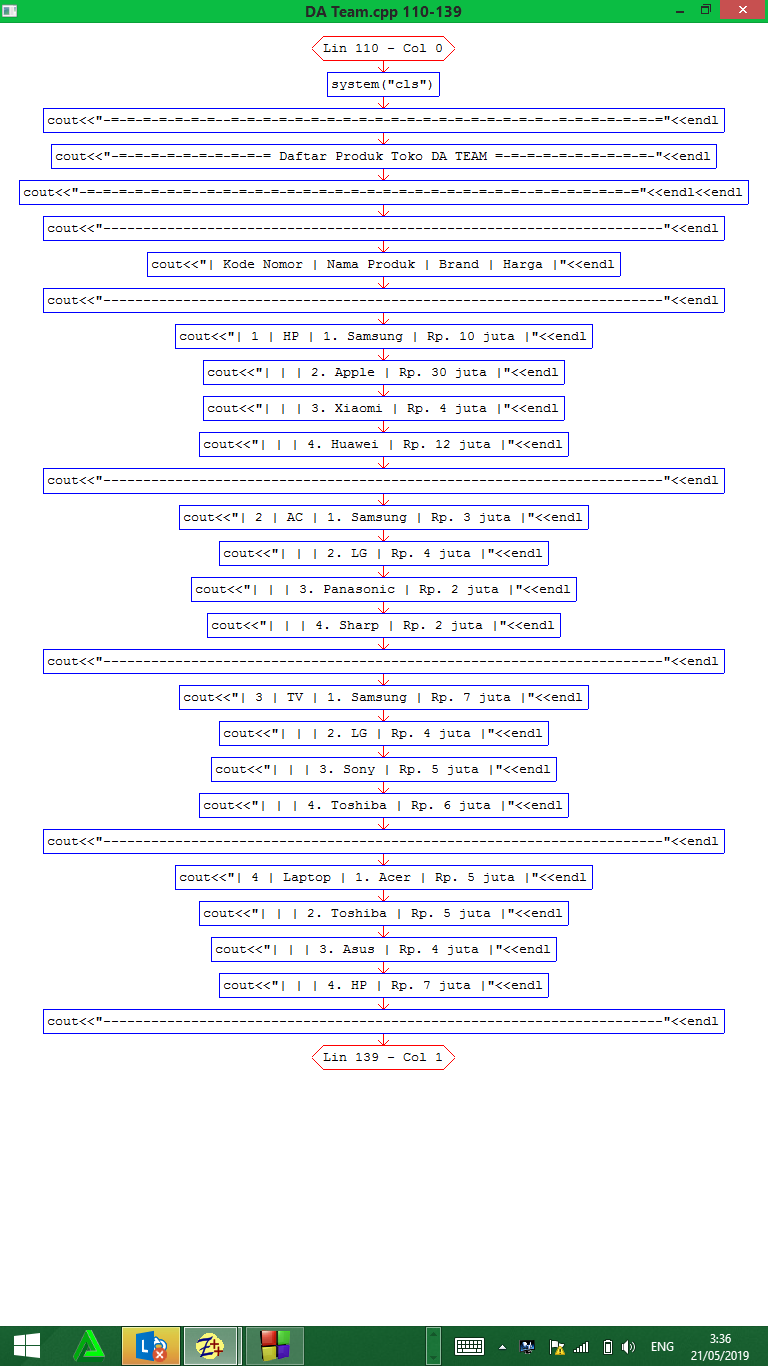 DA Team.cpp 110-139
Lin 110 - Col 0
system("cls")
cout<<"-=-=-=-=-=-=-=--=-=-=-=-=-=-=-=-=-=-=-=-=-=-=-=-=-=-=-=-=-=-=-=-=-=-="<<endl
cout<<"-=-=-=-=-=-=-=-=-=-= Daftar Produk Toko DA TEAM =-=-=-=-=-=-=-=-=-=-"<<endl
cout<<"-=-=-=-=-=-=-=-=-=-=-=-=-=-=-=-=-=-=-=-=-=-=-=-=-=-=-=-=-=-=-=-=-=-=-="<<endl<<endl
cout<<"----------------------------------------------------------------------"<<endl
cout<<"| Kode Nomor | Nama Produk | Brand | Harga |"<<endl
cout<<"----------------------------------------------------------------------"<<endl
cout<<"| 1 | HP | 1. Samsung | Rp. 10 juta |"<<endl
cout<<"| | | 2. Apple | Rp. 30 juta |"<<endl
cout<<"| | | 3. Xiaomi | Rp. 4 juta |"<<endl
cout<<"| | | 4. Huawei | Rp. 12 juta |"<<endl
cout<<"----------------------------------------------------------------------"<<endl
cout<<"| 2 | AC | 1. Samsung | Rp. 3 juta |"<<endl
cout<<"| | | 2. LG | Rp. 4 juta |"<<endl
cout<<"| | | 3. Panasonic | Rp. 2 juta |"<<endl
cout<<"| | | 4. Sharp | Rp. 2 juta |"<<endl
cout<<"----------------------------------------------------------------------"<<endl
cout<<"| 3 | TV | 1. Samsung | Rp. 7 juta |"<<endl
cout<<"| | | 2. LG | Rp. 4 juta |"<<endl
cout<<"| | | 3. Sony | Rp. 5 juta |"<<endl
cout<<"| | | 4. Toshiba | Rp. 6 juta |"<<endl
cout<<"----------------------------------------------------------------------"<<endl
cout<<"| 4 | Laptop | 1. Acer | Rp. 5 juta |"<<endl
cout<<"| | | 2. Toshiba | Rp. 5 juta |"<<endl
cout<<"| | | 3. Asus | Rp. 4 juta |"<<endl
cout<<"| | | 4. HP | Rp. 7 juta |"<<endl
cout<<"----------------------------------------------------------------------"<<endl
Lin 139 - Col 1
ENG
3:36
21/05/2019